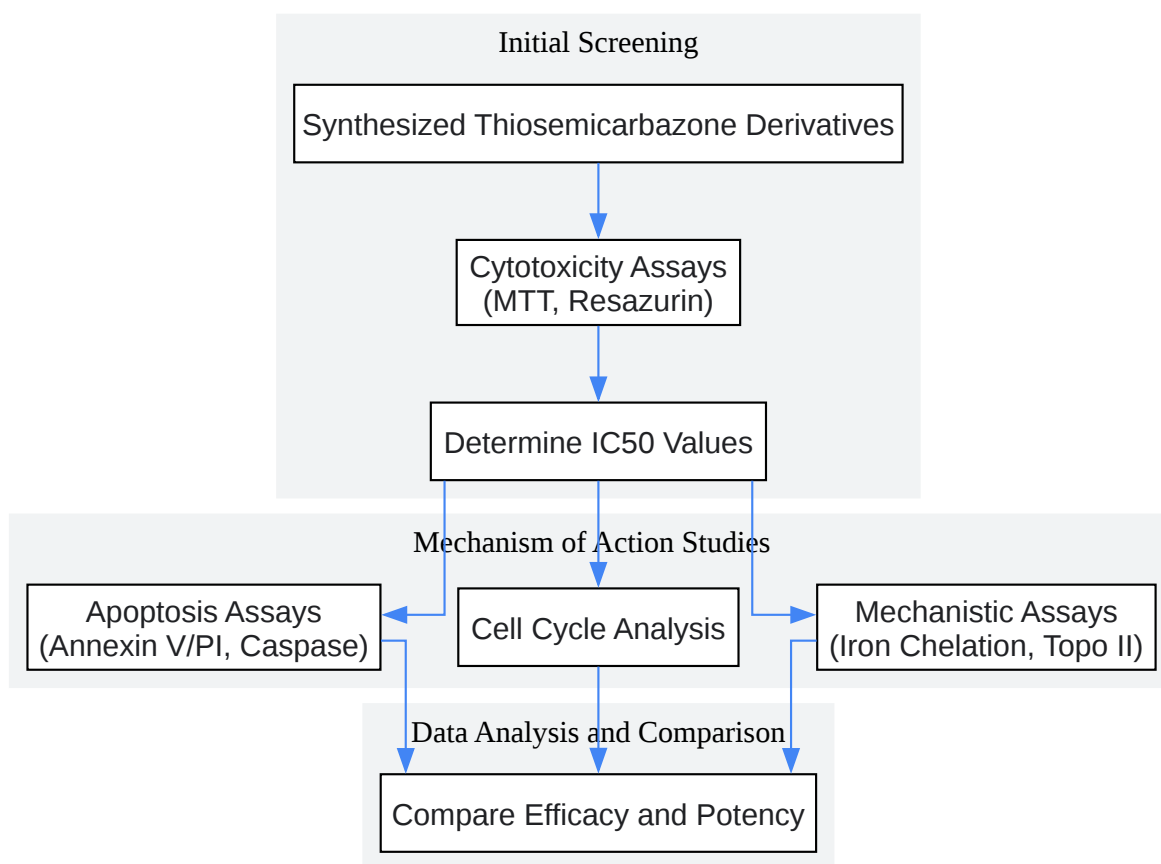 Initial Screening
Synthesized Thiosemicarbazone Derivatives
Cytotoxicity Assays
(MTT, Resazurin)
Determine IC50 Values
Mechanism of Action Studies
Apoptosis Assays
(Annexin V/PI, Caspase)
Cell Cycle Analysis
Mechanistic Assays
(Iron Chelation, Topo II)
Data Analysis and Comparison
Compare Efficacy and Potency